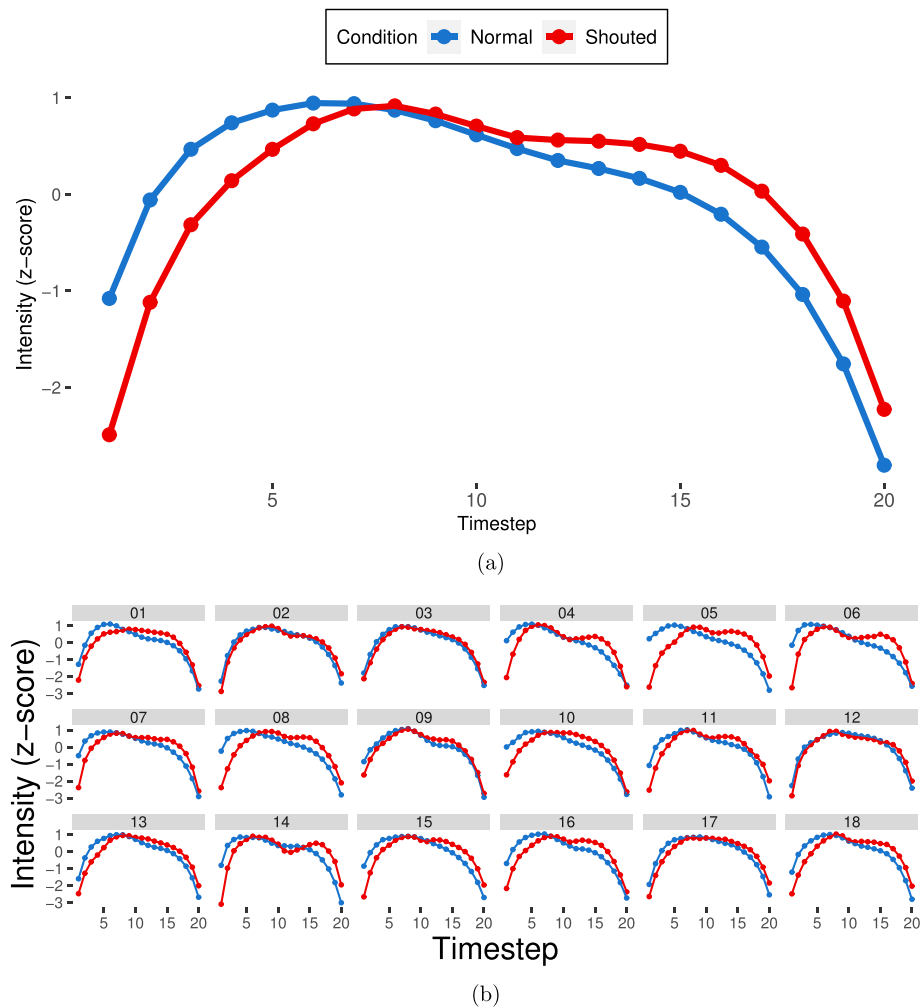 Condition Normal Shouted
Intensity (z−score)
1
0
−1
−2
5 10 15 20
Timestep
(a)
Intensity (z−score)
01 02 03 04 05 06
1
0
−1
−2
−3
07 08 09 10 11 12
1
0
−1
−2
−3
13 14 15 16 17 18
1
0
−1
−2
−3
5 10 15 20 5 10 15 20 5 10 15 20 5 10 15 20 5 10 15 20 5 10 15 20
Timestep
(b)